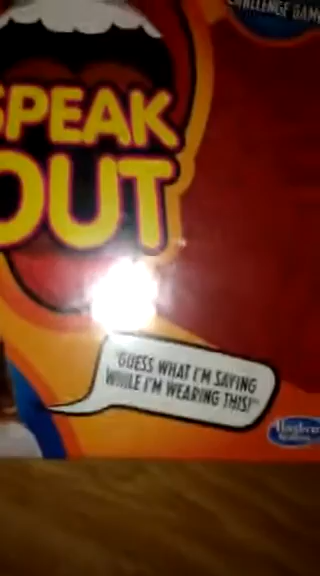 CHALLENGE GAME
SPEAK
OUT
"GUESS WHAT I'M SAYING
WHILE I'M WEARING THIS!"
Hasbro